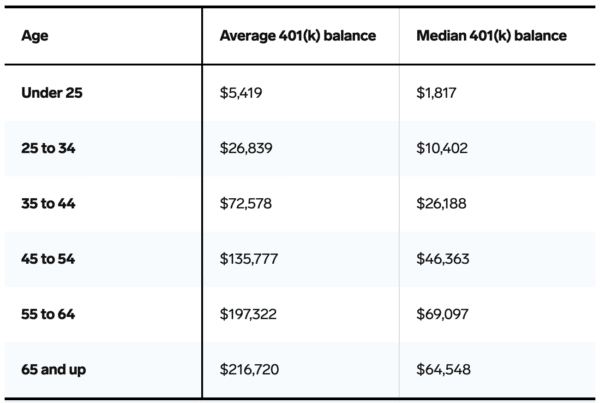 Age Average 401(k) balance Median 401(k) balance
Under 25 $5,419 $1,817
25 to 34 $26,839 $10,402
35 to 44 $72,578 $26,188
45 to 54 $135,777 $46,363
55 to 64 $197,322 $69,097
65 and up $216,720 $64,548